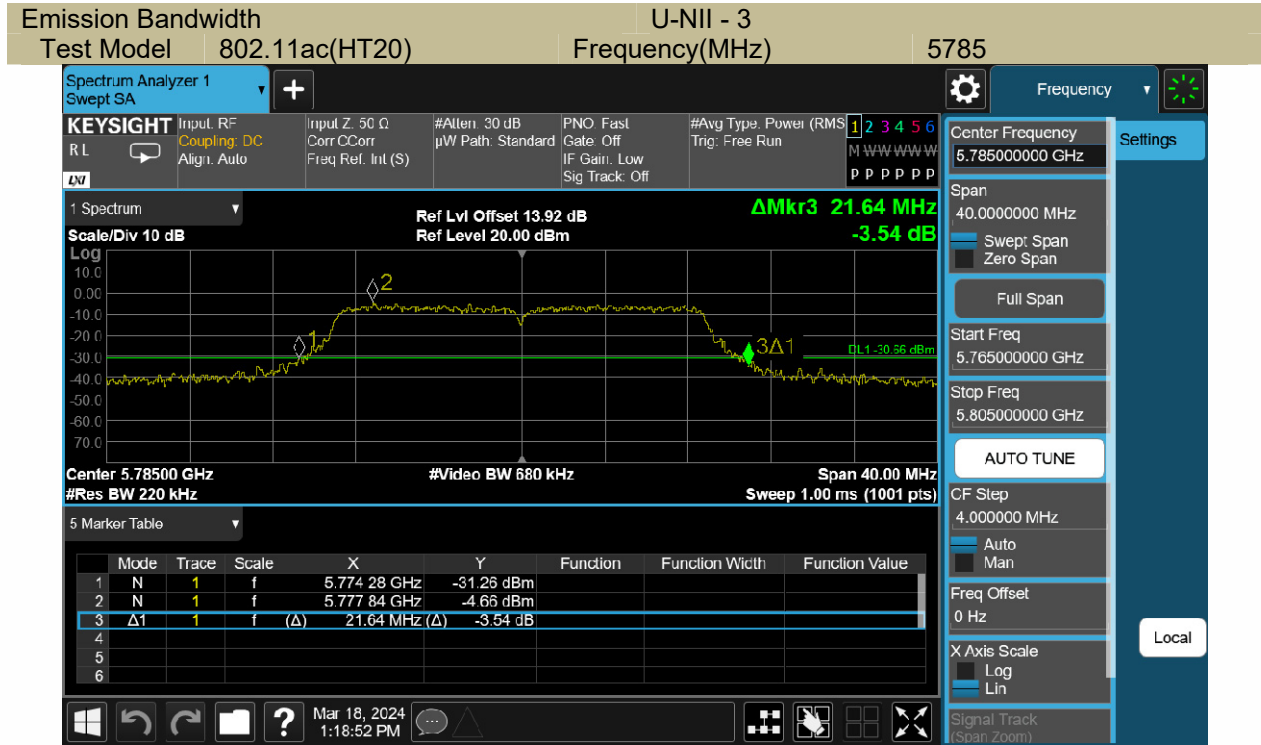 Emission Bandwidth U-NII - 3
Test Model 802.11ac(HT20) Frequency(MHz) 5785
Spectrum Analyzer 1
Swept SA
+
Frequency
KEYSIGHT
RL
LXI
Input: RF
Coupling: DC
Align: Auto
Input Z: 50 Ω
Corr CCorr
Freq Ref: Int (S)
#Atten: 30 dB
µW Path: Standard
PNO: Fast
Gate: Off
IF Gain: Low
Sig Track: Off
#Avg Type: Power (RMS
Trig: Free Run
1 2 3 4 5 6
M W W W W W
P P P P P P
1 Spectrum
Scale/Div 10 dB
Ref Lvl Offset 13.92 dB
Ref Level 20.00 dBm
ΔMkr3 21.64 MHz
-3.54 dB
Log
10.0
0.00
-10.0
-20.0
-30.0
-40.0
-50.0
-60.0
70.0
1
2
3Δ1
DL1 -30.66 dBm
Center 5.78500 GHz
#Video BW 680 kHz
Span 40.00 MHz
#Res BW 220 kHz
Sweep 1.00 ms (1001 pts)
5 Marker Table
Mode Trace Scale X Y Function Function Width Function Value
1 N 1 f 5.774 28 GHz -31.26 dBm
2 N 1 f 5.777 84 GHz -4.66 dBm
3 Δ1 1 f (Δ) 21.64 MHz (Δ) -3.54 dB
4
5
6
Center Frequency
5.785000000 GHz
Settings
Span
40.0000000 MHz
Swept Span
Zero Span
Full Span
Start Freq
5.765000000 GHz
Stop Freq
5.805000000 GHz
AUTO TUNE
CF Step
4.000000 MHz
Auto
Man
Freq Offset
0 Hz
X Axis Scale
Log
Lin
Signal Track
(Span Zoom)
Local
?
Mar 18, 2024
1:18:52 PM